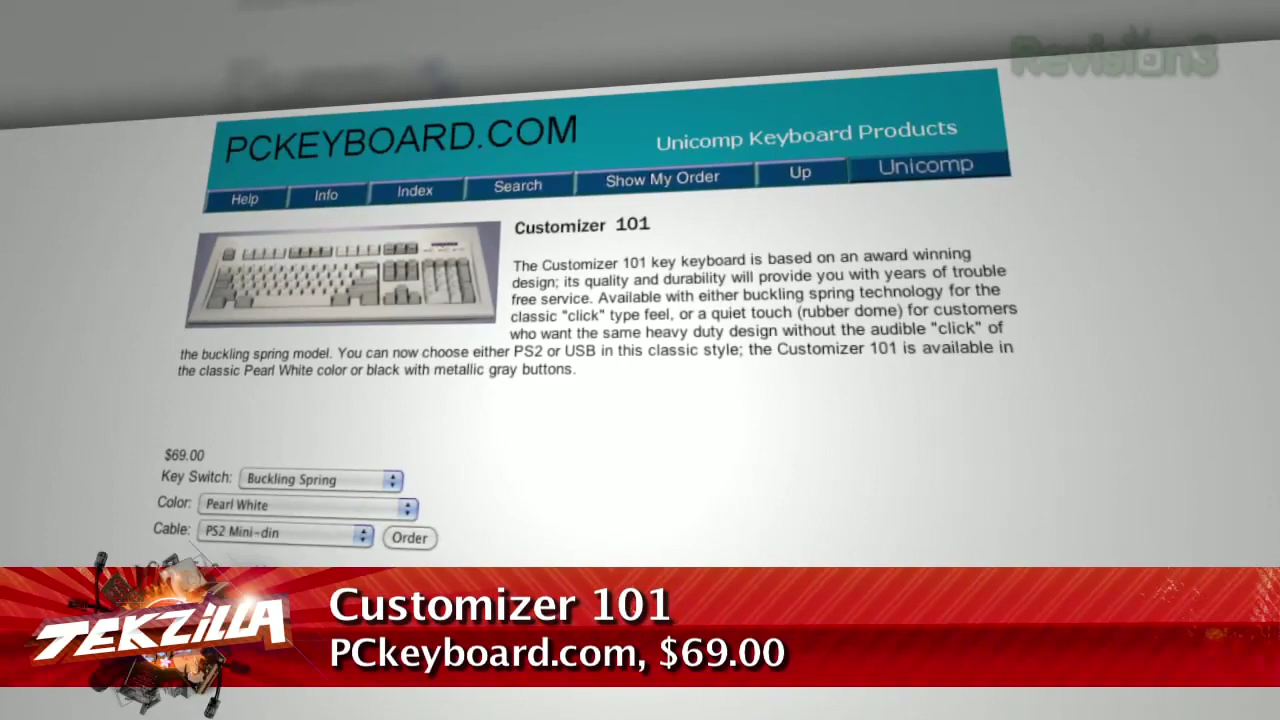 Revision3
PCKEYBOARD.COM
Unicomp Keyboard Products
Help Info Index Search Show My Order Up Unicomp
Customizer 101
The Customizer 101 key keyboard is based on an award winning
design; its quality and durability will provide you with years of trouble
free service. Available with either buckling spring technology for the
classic "click" type feel, or a quiet touch (rubber dome) for customers
who want the same heavy duty design without the audible "click" of
the buckling spring model. You can now choose either PS2 or USB in this classic style; the Customizer 101 is available in
the classic Pearl White color or black with metallic gray buttons.
$69.00
Key Switch: Buckling Spring
Color: Pearl White
Cable: PS2 Mini-din Order
TEKZILLA
Customizer 101
PCkeyboard.com, $69.00